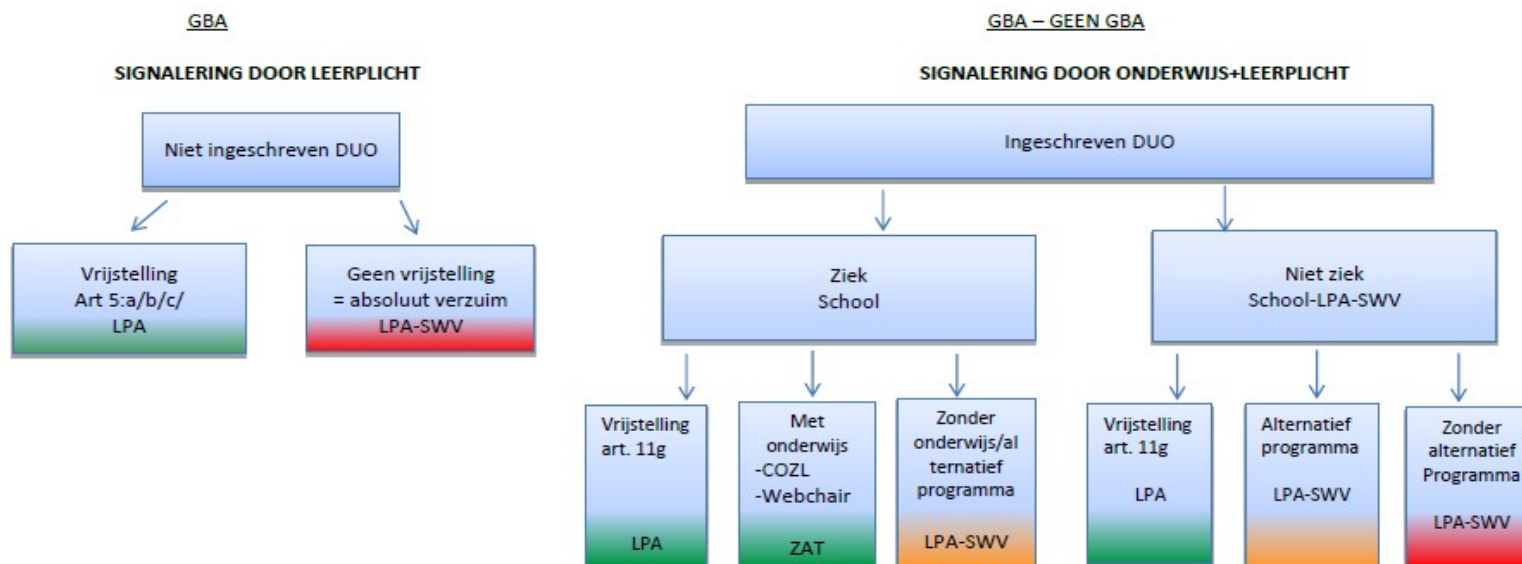 GBA
SIGNALERING DOOR LEERPLICHT
Niet ingeschreven DUO
Vrijstelling
Art 5:a/b/c/
LPA
Geen vrijstelling
= absoluut verzuim
LPA-SWV
GBA – GEEN GBA
SIGNALERING DOOR ONDERWIJS+LEERPLICHT
Ingeschreven DUO
Ziek
School
Niet ziek
School-LPA-SWV
Vrijstelling
art. 11g
LPA
Met
onderwijs
-COZL
-Webchair
ZAT
Zonder
onderwijs/al
ternatief
programma
LPA-SWV
Vrijstelling
art. 11g
LPA
Alternatief
programma
LPA-SWV
Zonder
alternatief
Programma
LPA-SWV